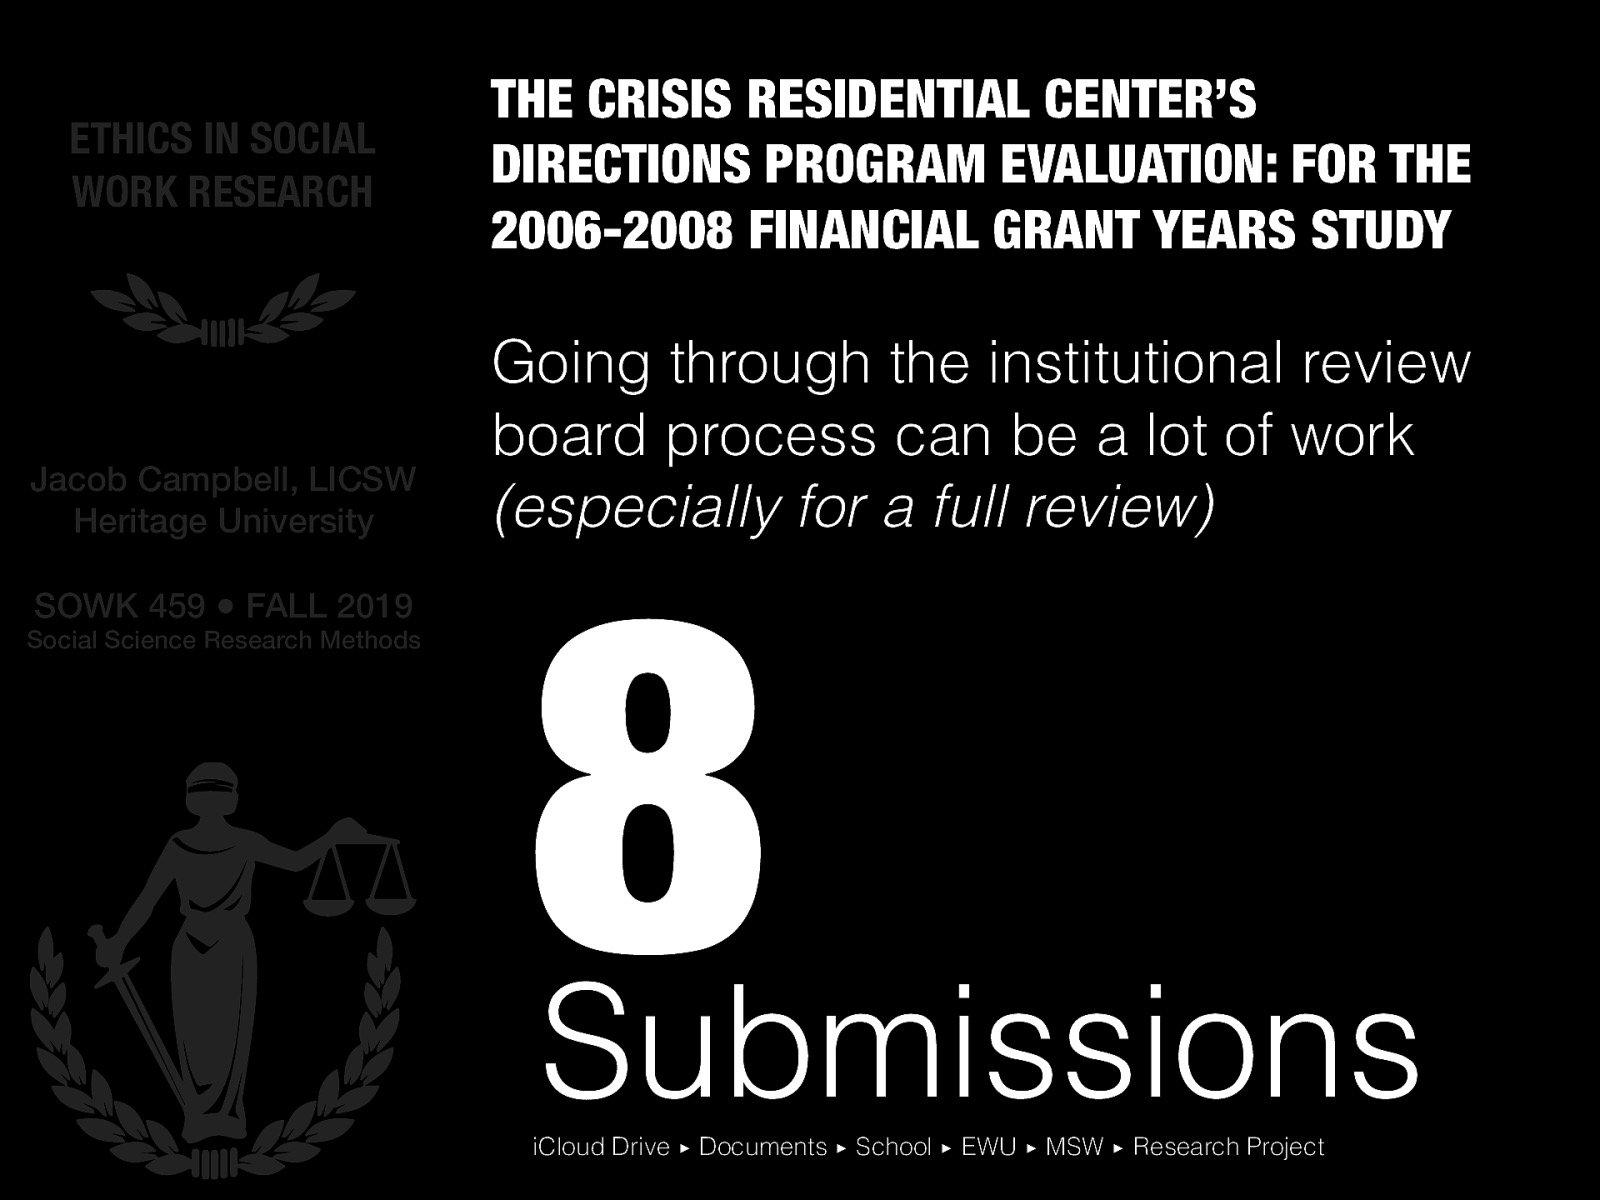 ETHICS IN SOCIAL
WORK RESEARCH
Jacob Campbell, LICSW
Heritage University
SOWK 459 • FALL 2019
Social Science Research Methods
THE CRISIS RESIDENTIAL CENTER’S
DIRECTIONS PROGRAM EVALUATION: FOR THE
2006-2008 FINANCIAL GRANT YEARS STUDY
Going through the institutional review
board process can be a lot of work
(especially for a full review)
8
Submissions
iCloud Drive ▸ Documents ▸ School ▸ EWU ▸ MSW ▸ Research Project